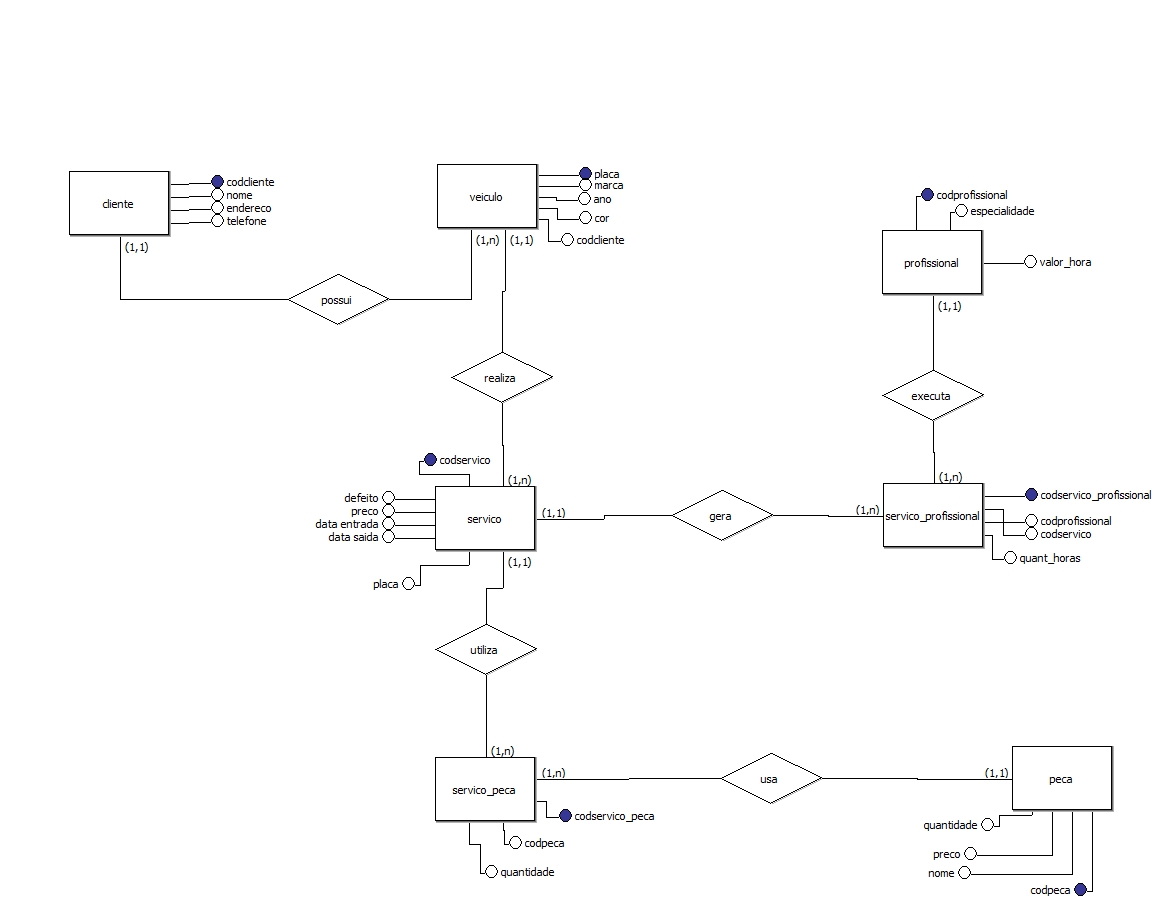 cliente
codcliente
nome
endereco
telefone
(1,1)
possui
veiculo
placa
marca
ano
cor
codcliente
(1,n)
(1,1)
realiza
codprofissional
especialidade
profissional
valor_hora
(1,1)
executa
(1,n)
codservico
(1,n)
defeito
preco
data entrada
data saida
servico
placa
(1,1)
(1,1)
gera
(1,n)
servico_profissional
codservico_profissional
codprofissional
codservico
quant_horas
utiliza
(1,n)
servico_peca
(1,n)
codservico_peca
codpeca
quantidade
usa
(1,1)
peca
quantidade
preco
nome
codpeca